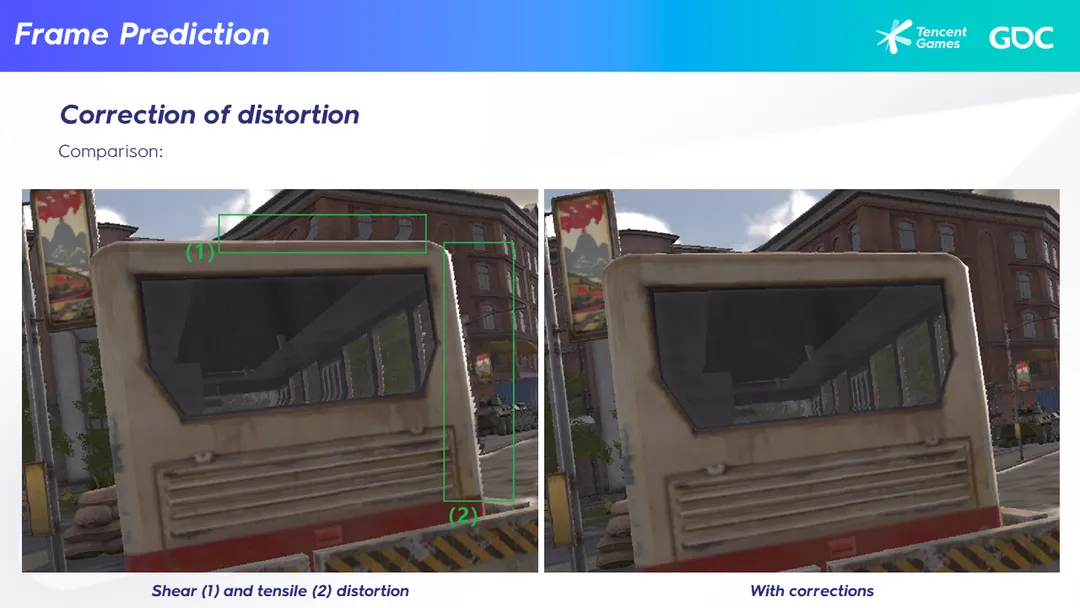 Frame Prediction
Tencent
Games
GDC
Correction of distortion
Comparison:
(1)
(2)
Shear (1) and tensile (2) distortion
With corrections